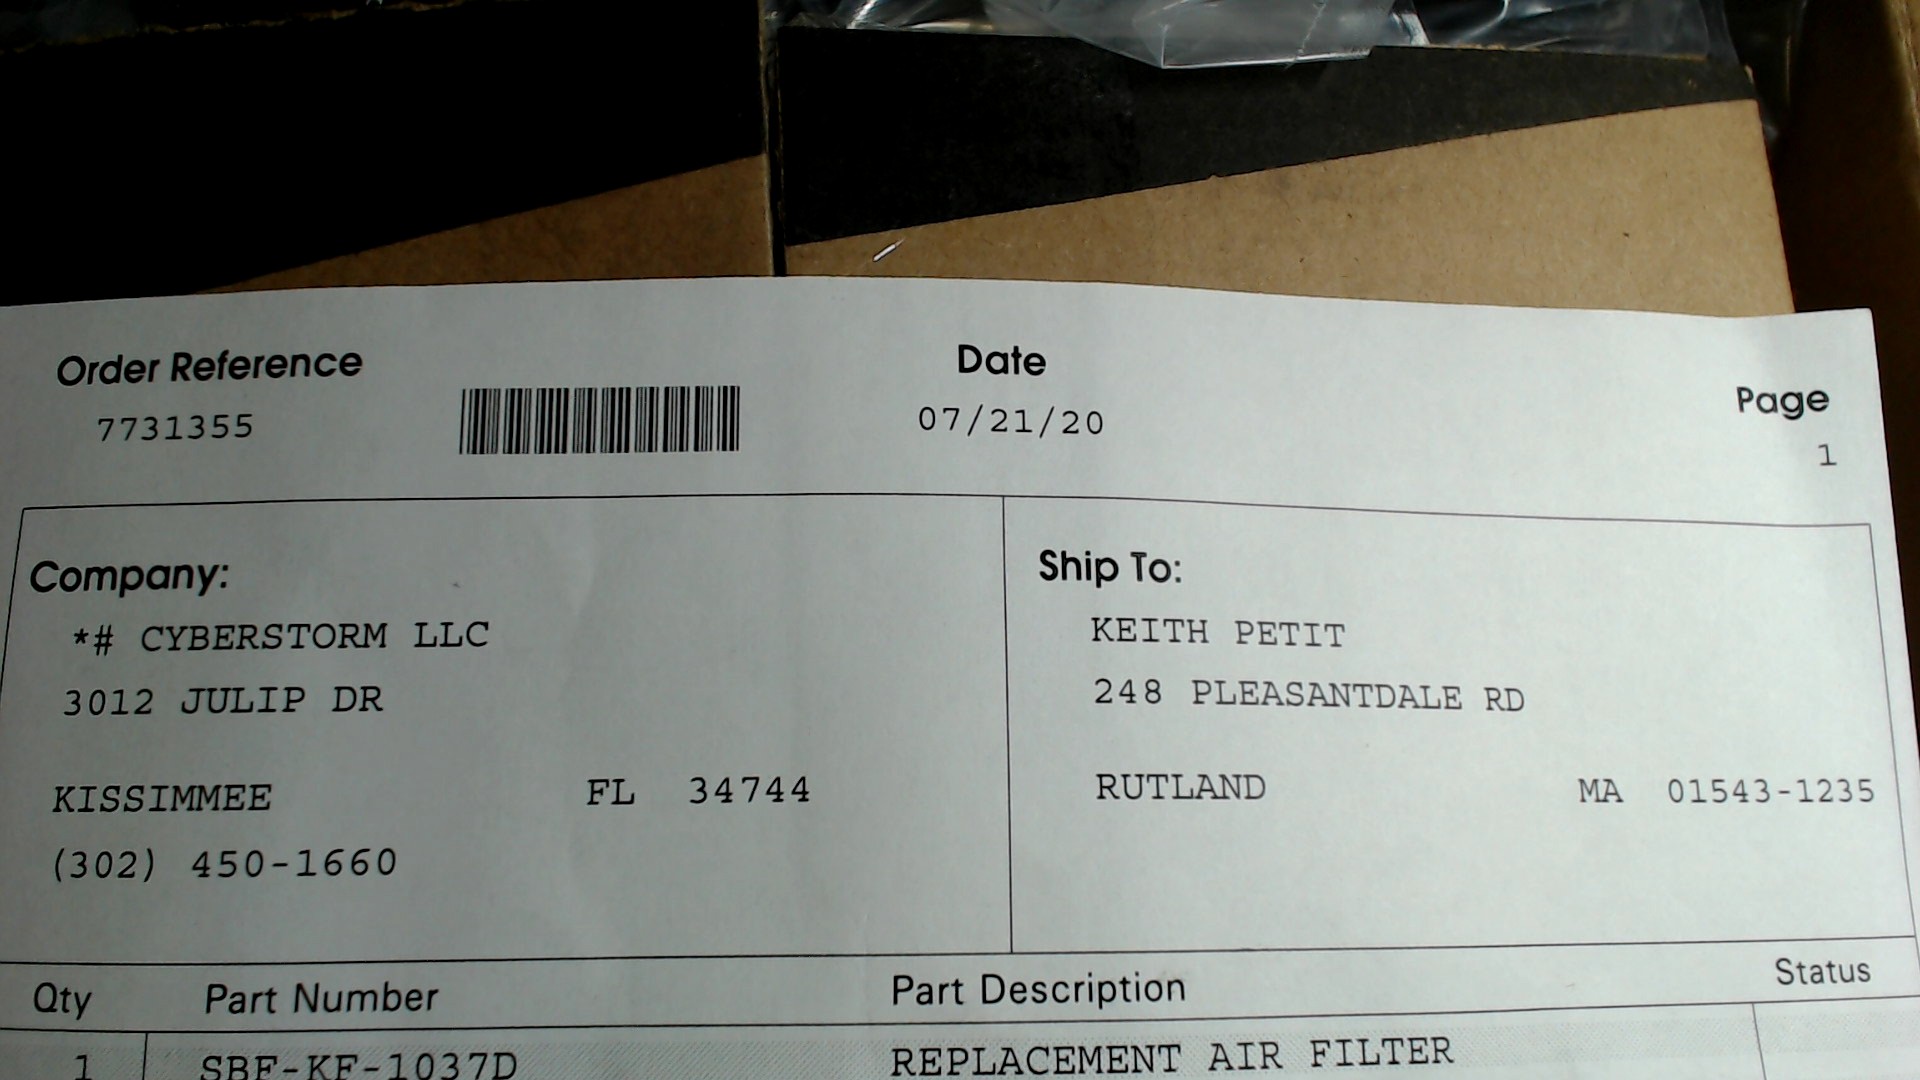 Order Reference
7731355
Date
07/21/20
Page
1
Company:
*# CYBERSTORM LLC
3012 JULIP DR
KISSIMMEE FL 34744
(302) 450-1660
Ship To:
KEITH PETIT
248 PLEASANTDALE RD
RUTLAND MA 01543-1235
Qty Part Number Part Description Status
1 SBF-KF-1037D REPLACEMENT AIR FILTER